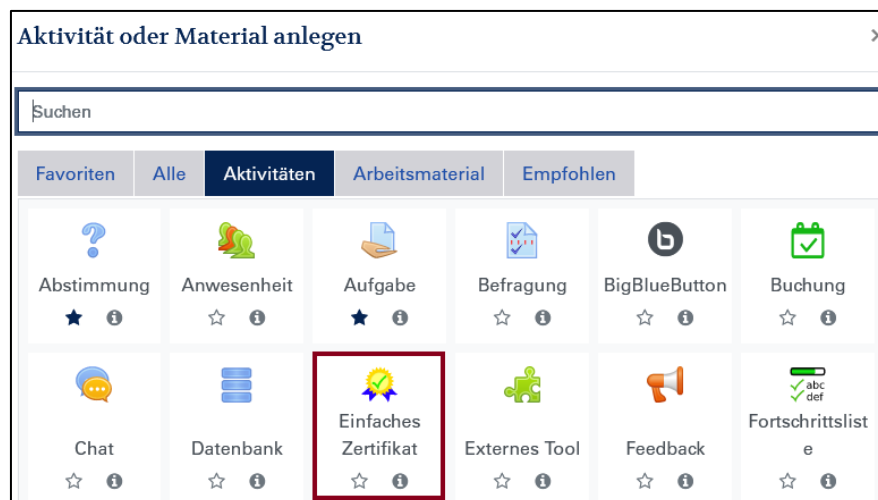 Aktivität oder Material anlegen
Suchen
Favoriten Alle Aktivitäten Arbeitsmaterial Empfohlen
Abstimmung Anwesenheit Aufgabe Befragung BigBlueButton Buchung
abc
def
Einfaches Fortschrittslist
Chat Datenbank Zertifikat Externes Tool Feedback e